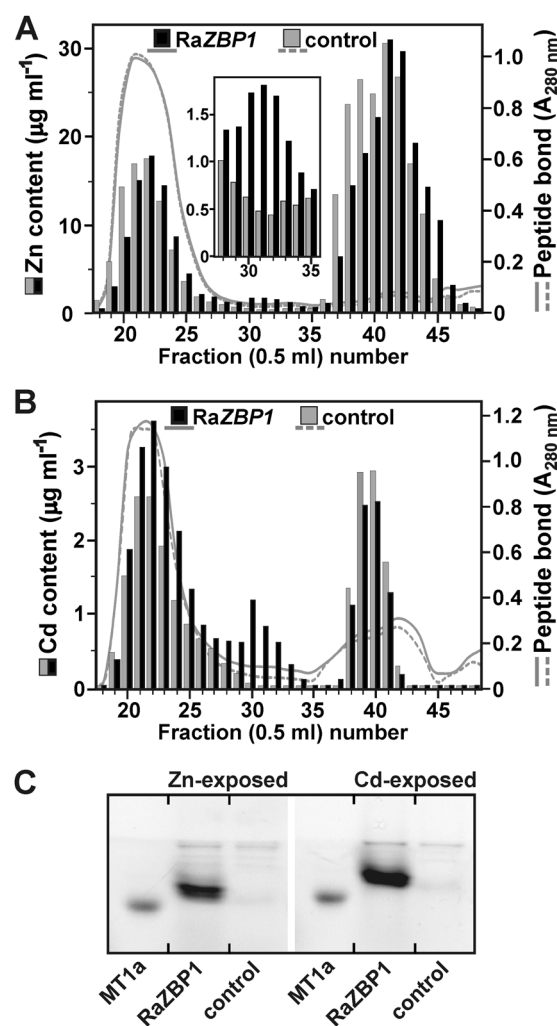 A
RaZBP1 control
Zn content (µg ml⁻¹)
30
20
10
0
1.5
1.0
0.5
0
30 35
1.0
0.8
0.6
0.4
0.2
0
Peptide bond (A280 nm)
20 25 30 35 40 45
Fraction (0.5 ml) number
B
RaZBP1 control
Cd content (µg ml⁻¹)
3
2
1
0
1.2
1.0
0.8
0.6
0.4
0.2
0
Peptide bond (A280 nm)
20 25 30 35 40 45
Fraction (0.5 ml) number
C
Zn-exposed Cd-exposed
MT1a RaZBP1 control MT1a RaZBP1 control